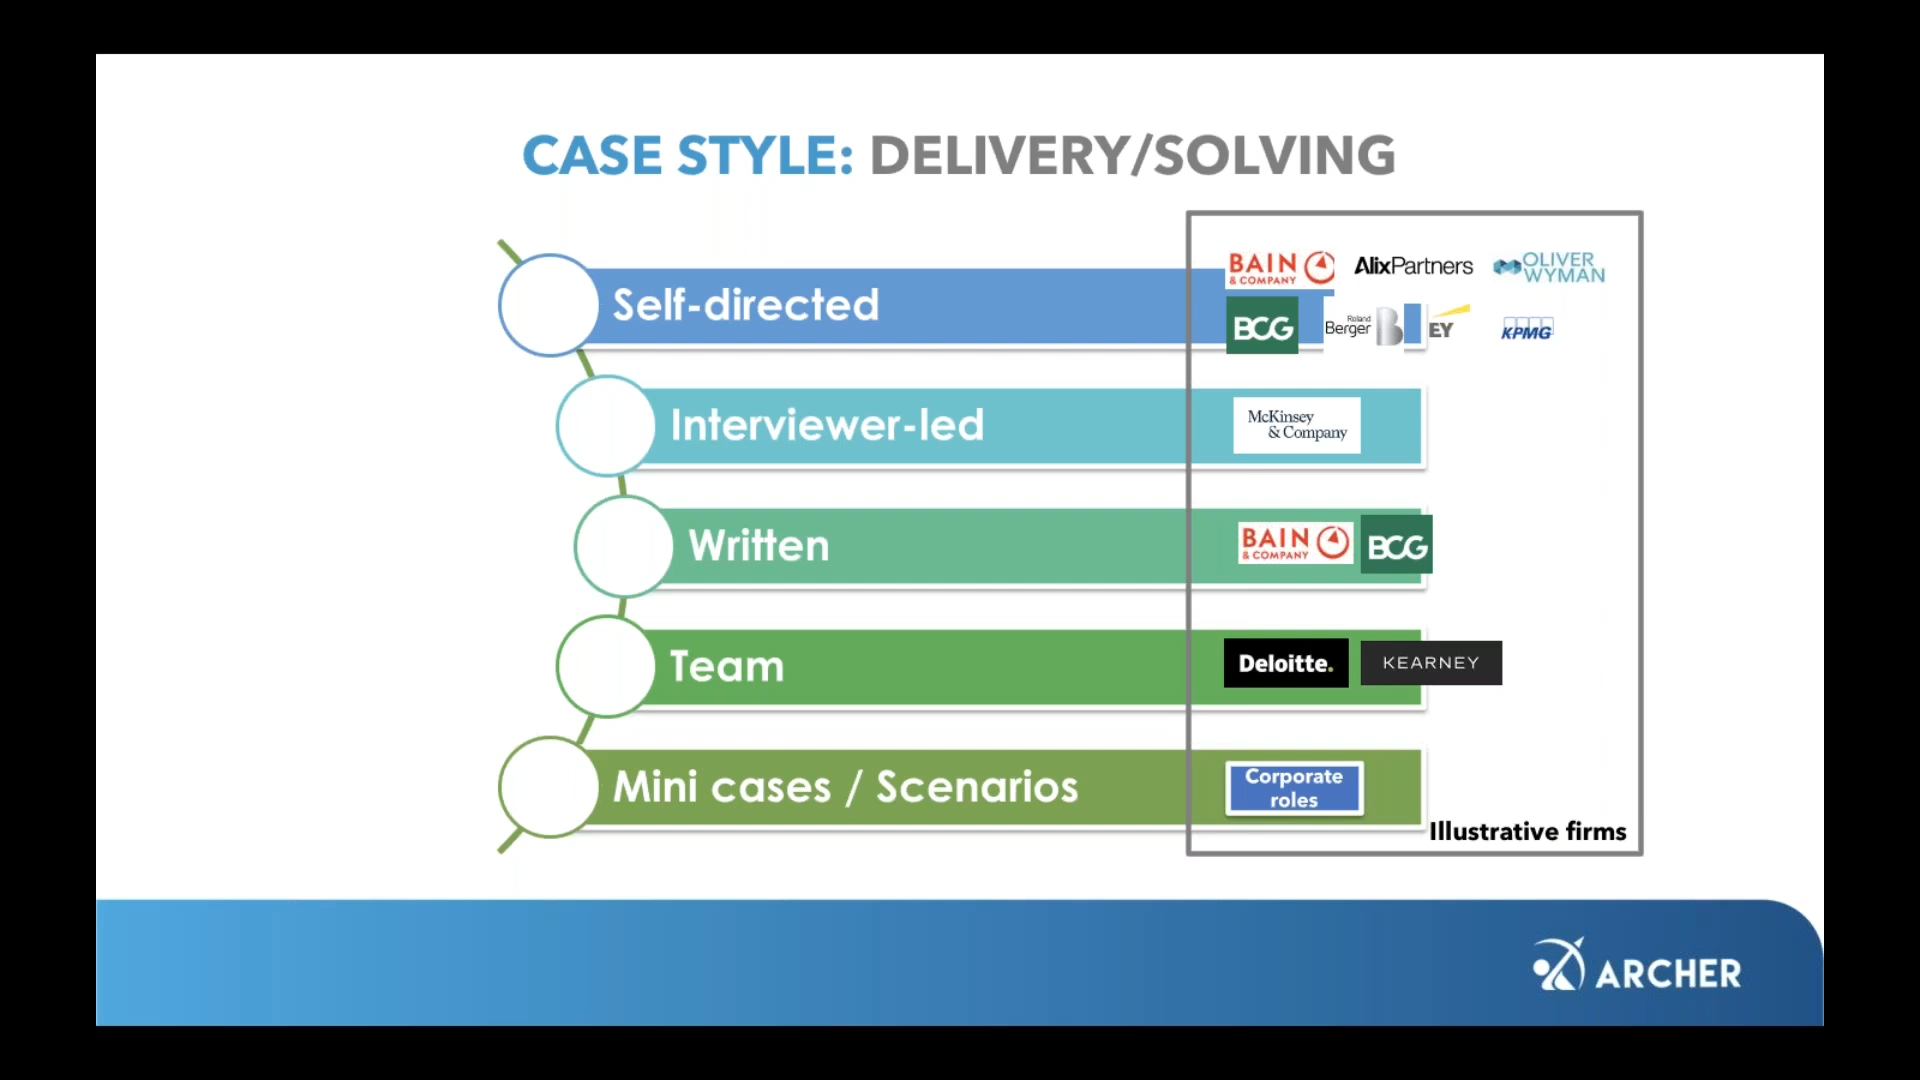 CASE STYLE: DELIVERY/SOLVING
Self-directed
BAIN
& COMPANY
AlixPartners
OLIVER
WYMAN
BCG
Roland
Berger
B
EY
KPMG
Interviewer-led
McKinsey
& Company
Written
BAIN
& COMPANY
BCG
Team
Deloitte.
KEARNEY
Mini cases / Scenarios
Corporate
roles
Illustrative firms
ARCHER